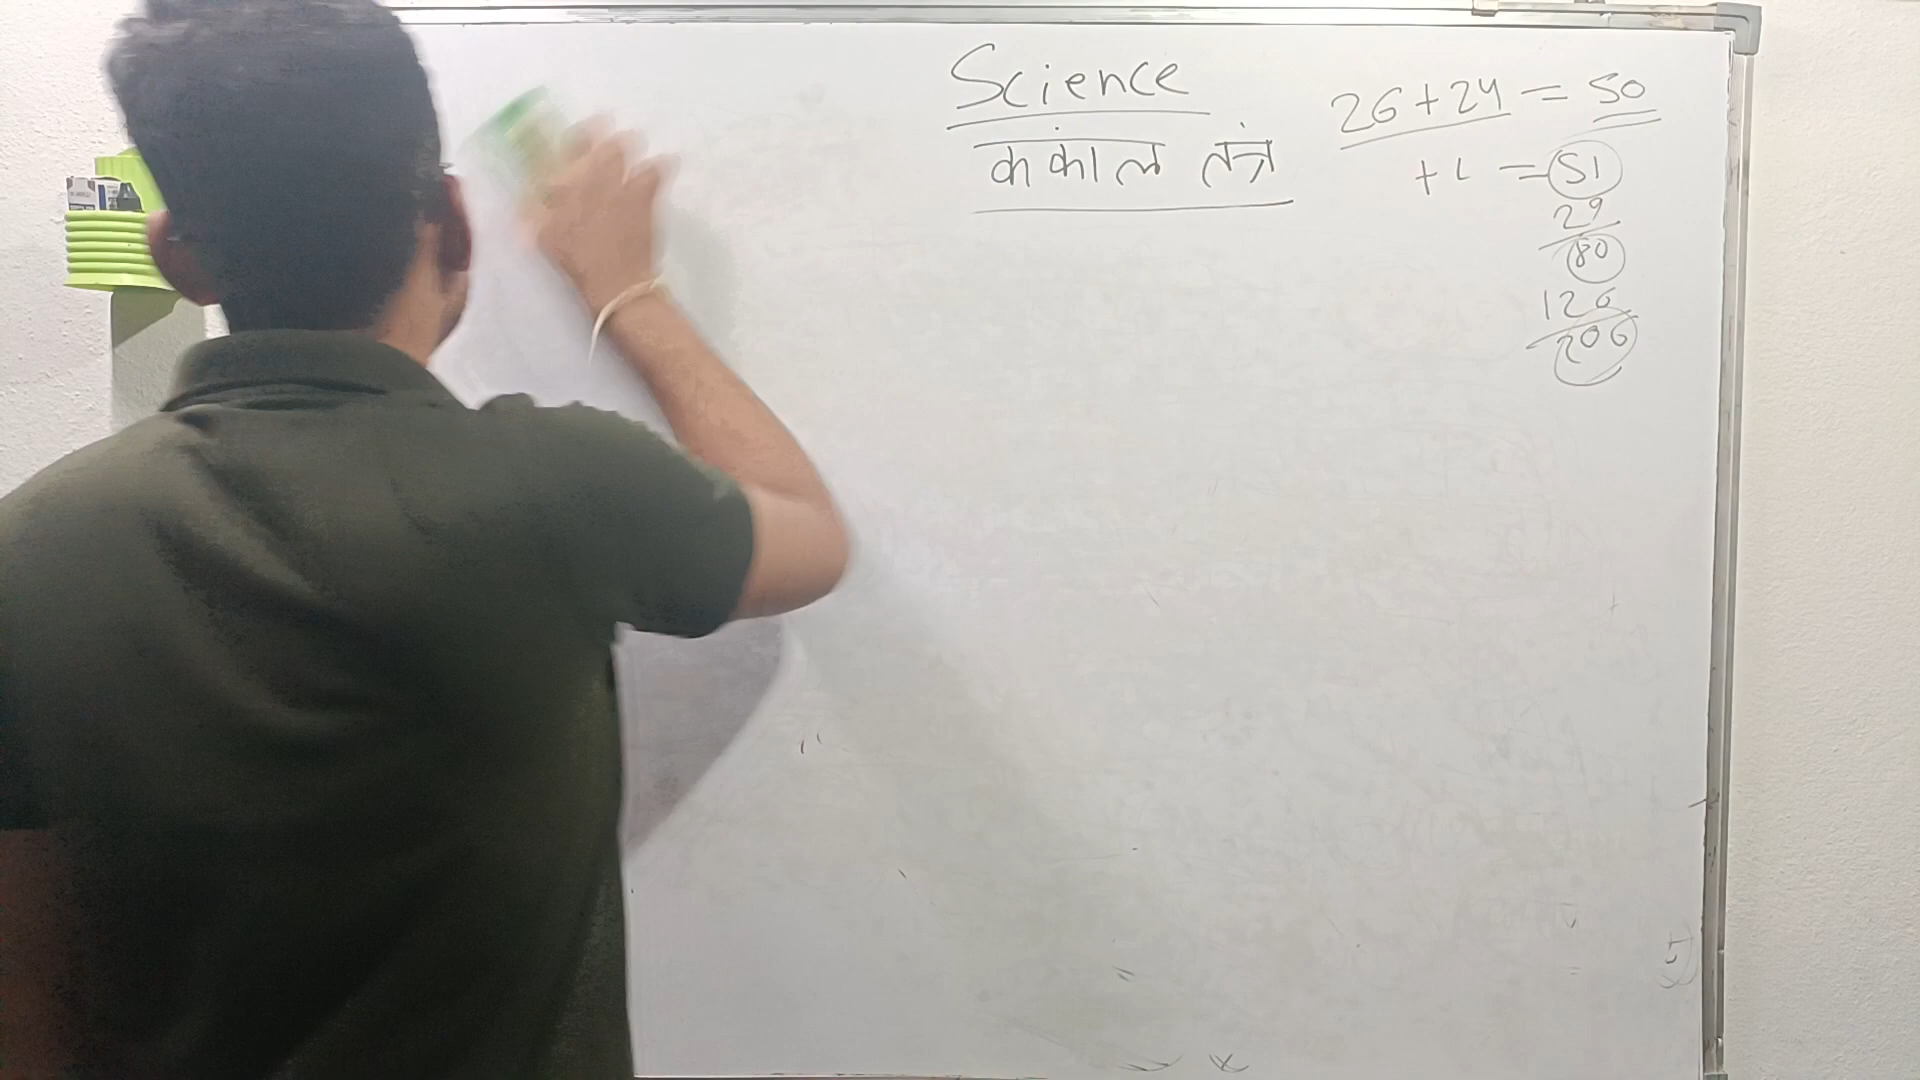 Science
कंकाल तंत्र
26+24 = 50
+1 = 51
29
80
126
206